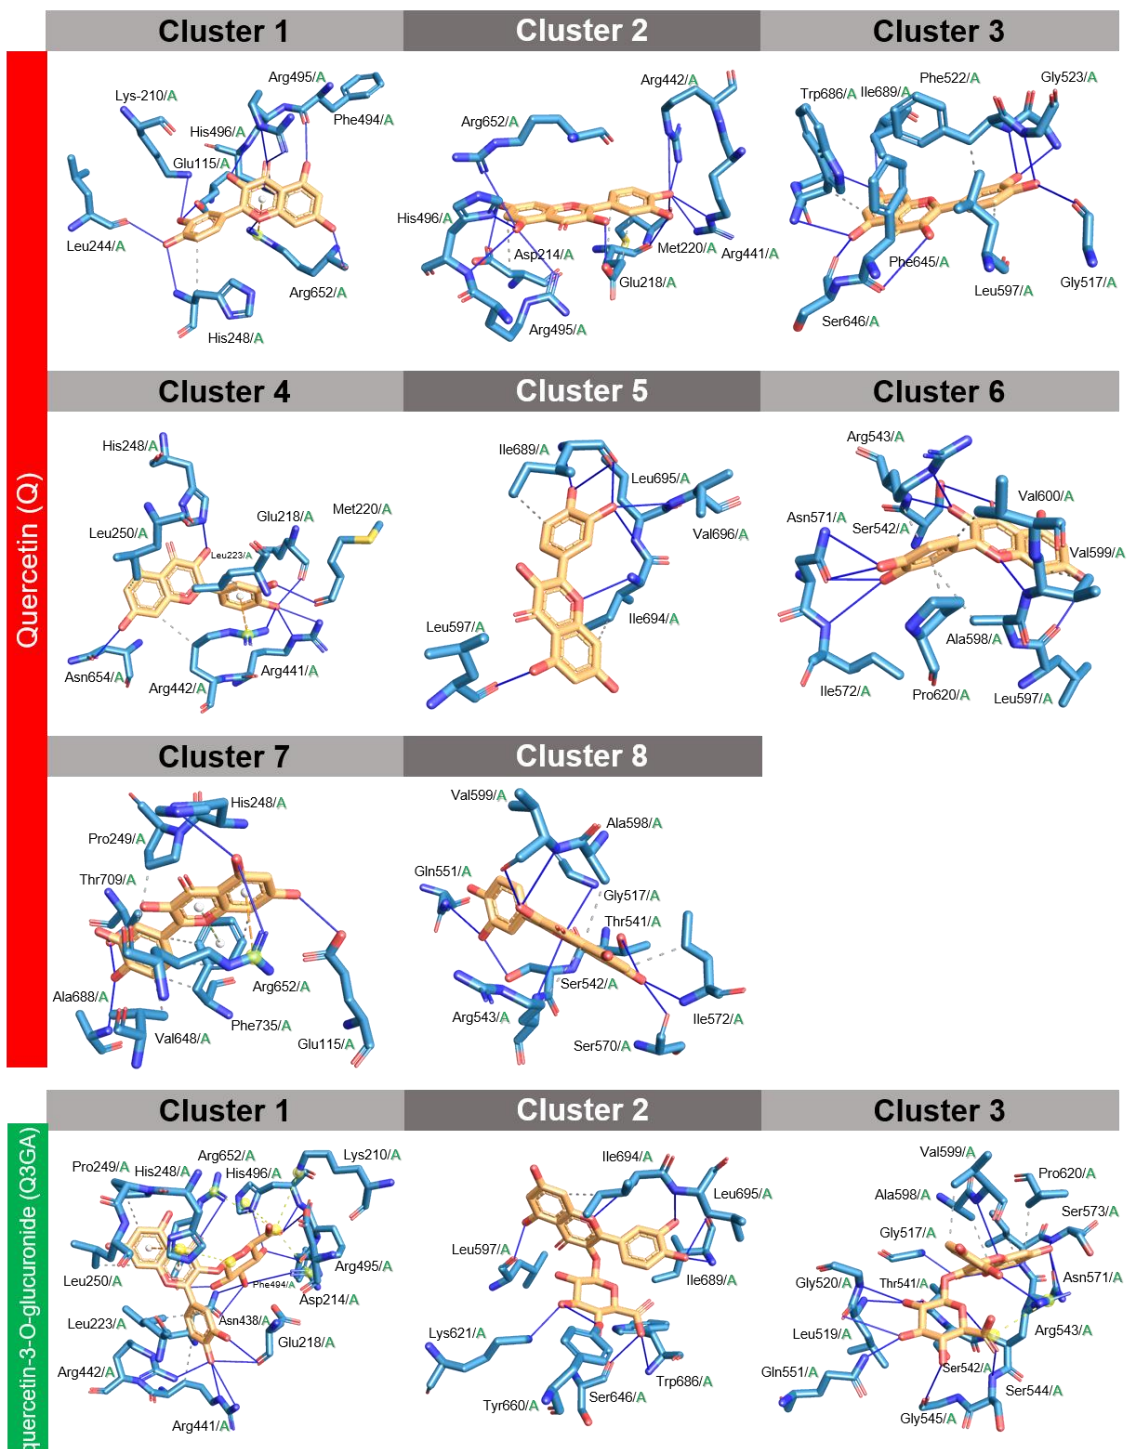 Cluster 1
Cluster 2
Cluster 3
Quercetin (Q)
Arg495/A
Lys-210/A
Phe494/A
His496/A
Glu115/A
Leu244/A
Arg652/A
His248/A
Arg442/A
Arg652/A
His496/A
Asp214/A
Met220/A
Arg441/A
Glu218/A
Arg495/A
Phe522/A
Gly523/A
Trp686/A
Ile689/A
Phe645/A
Leu597/A
Gly517/A
Ser646/A
Cluster 4
Cluster 5
Cluster 6
His248/A
Met220/A
Glu218/A
Leu250/A
Leu223/A
Asn654/A
Arg442/A
Arg441/A
Ile689/A
Leu695/A
Val696/A
Leu597/A
Ile694/A
Arg543/A
Val600/A
Asn571/A
Ser542/A
Val599/A
Ala598/A
Ile572/A
Pro620/A
Leu597/A
Cluster 7
Cluster 8
His248/A
Pro249/A
Thr709/A
Arg652/A
Ala688/A
Phe735/A
Val648/A
Glu115/A
Val599/A
Ala598/A
Gln551/A
Gly517/A
Thr541/A
Ser542/A
Arg543/A
Ile572/A
Ser570/A
Cluster 1
Cluster 2
Cluster 3
quercetin-3-O-glucuronide (Q3GA)
Arg652/A
Lys210/A
Pro249/A
His248/A
His496/A
Arg495/A
Leu250/A
Phe494/A
Asp214/A
Leu223/A
Asn438/A
Glu218/A
Arg442/A
Arg441/A
Ile694/A
Leu695/A
Leu597/A
Ile689/A
Lys621/A
Trp686/A
Ser646/A
Tyr660/A
Val599/A
Pro620/A
Ala598/A
Ser573/A
Gly517/A
Gly520/A
Thr541/A
Asn571/A
Leu519/A
Arg543/A
Gln551/A
Ser542/A
Ser544/A
Gly545/A